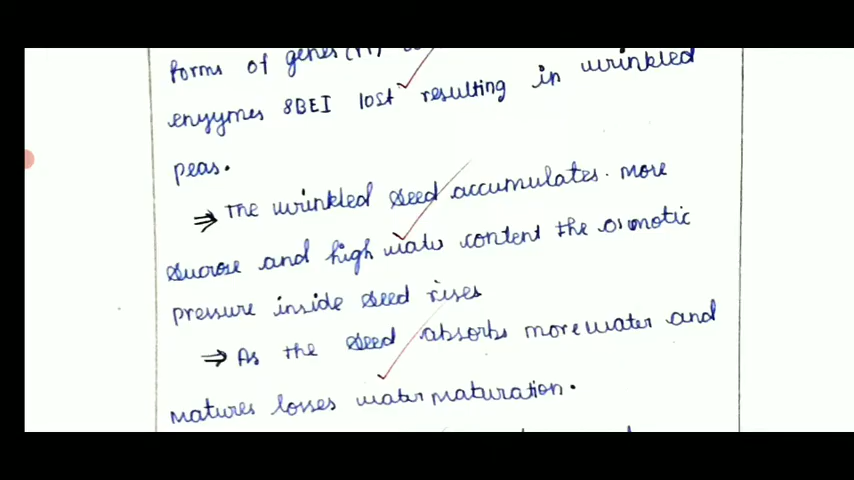 forms of genes (rr)
enzymes SBEI lost resulting in wrinkled
peas.
⇒ The wrinkled seed accumulates. more
sucrose and high water content the osmotic
pressure inside seed rises
⇒ As the seed absorbs more water and
matures losses water maturation.